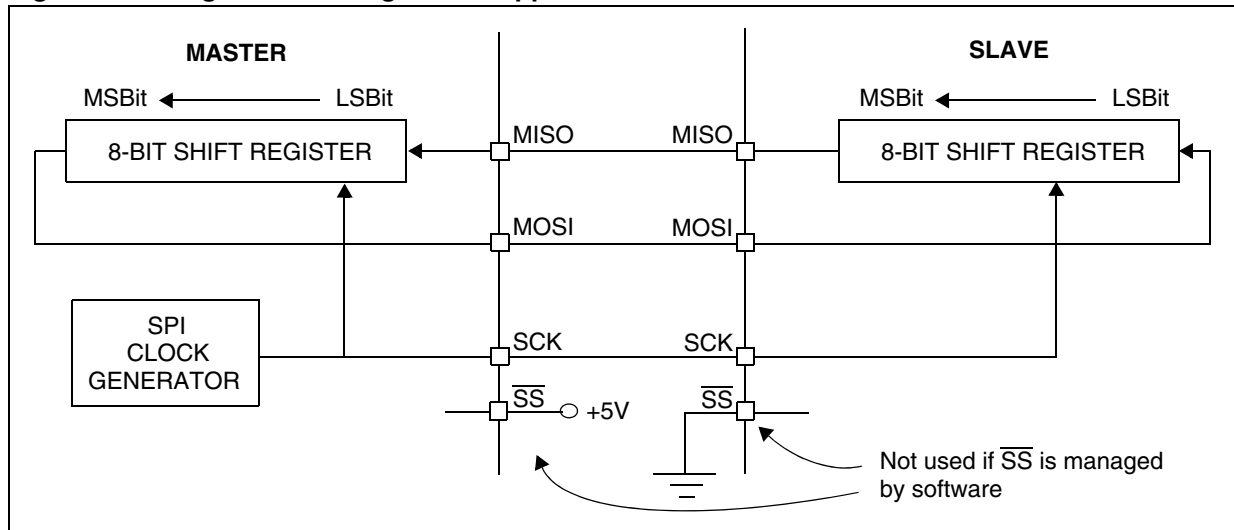 MASTER
SLAVE
MSBit
LSBit
MSBit
LSBit
8-BIT SHIFT REGISTER
MISO
MISO
8-BIT SHIFT REGISTER
MOSI
MOSI
SPI
CLOCK
GENERATOR
SCK
SCK
SS
+5V
SS
Not used if SS is managed
by software